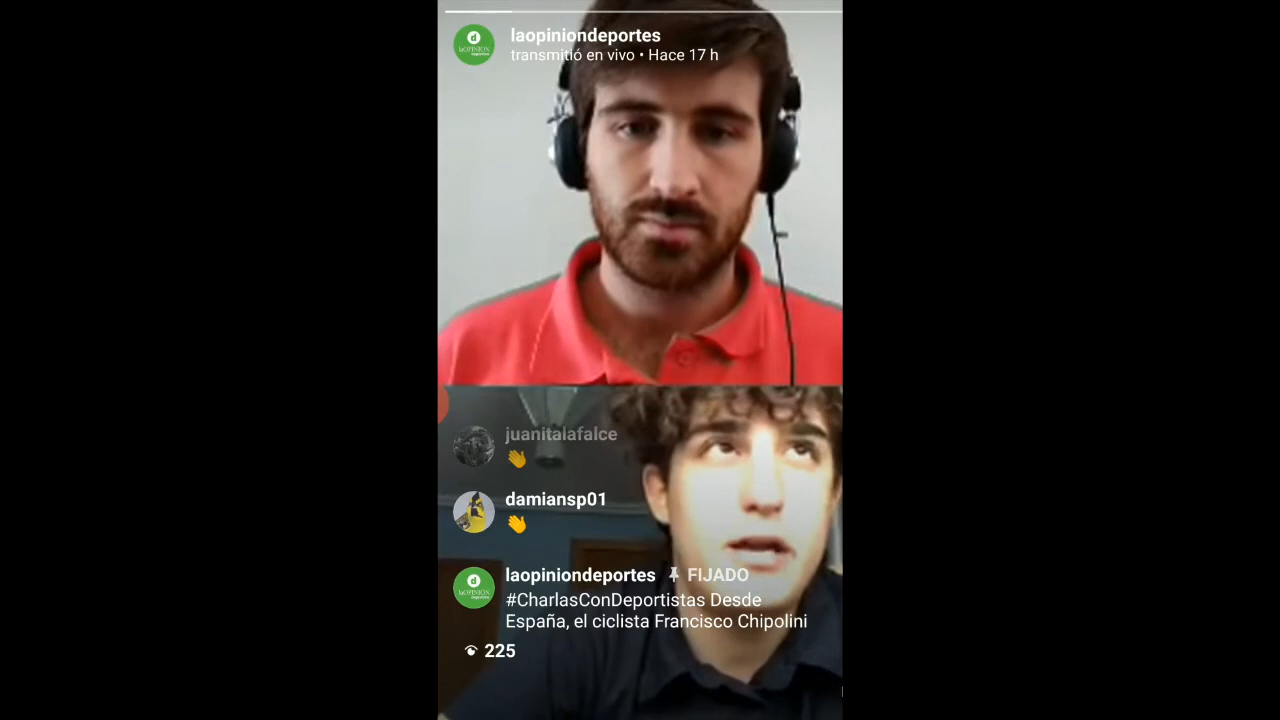 laopiniondeportes
transmitió en vivo • Hace 17 h
juanitalafalce
damiansp01
laopiniondeportes FIJADO
#CharlasConDeportistas Desde
España, el ciclista Francisco Chipolini
225